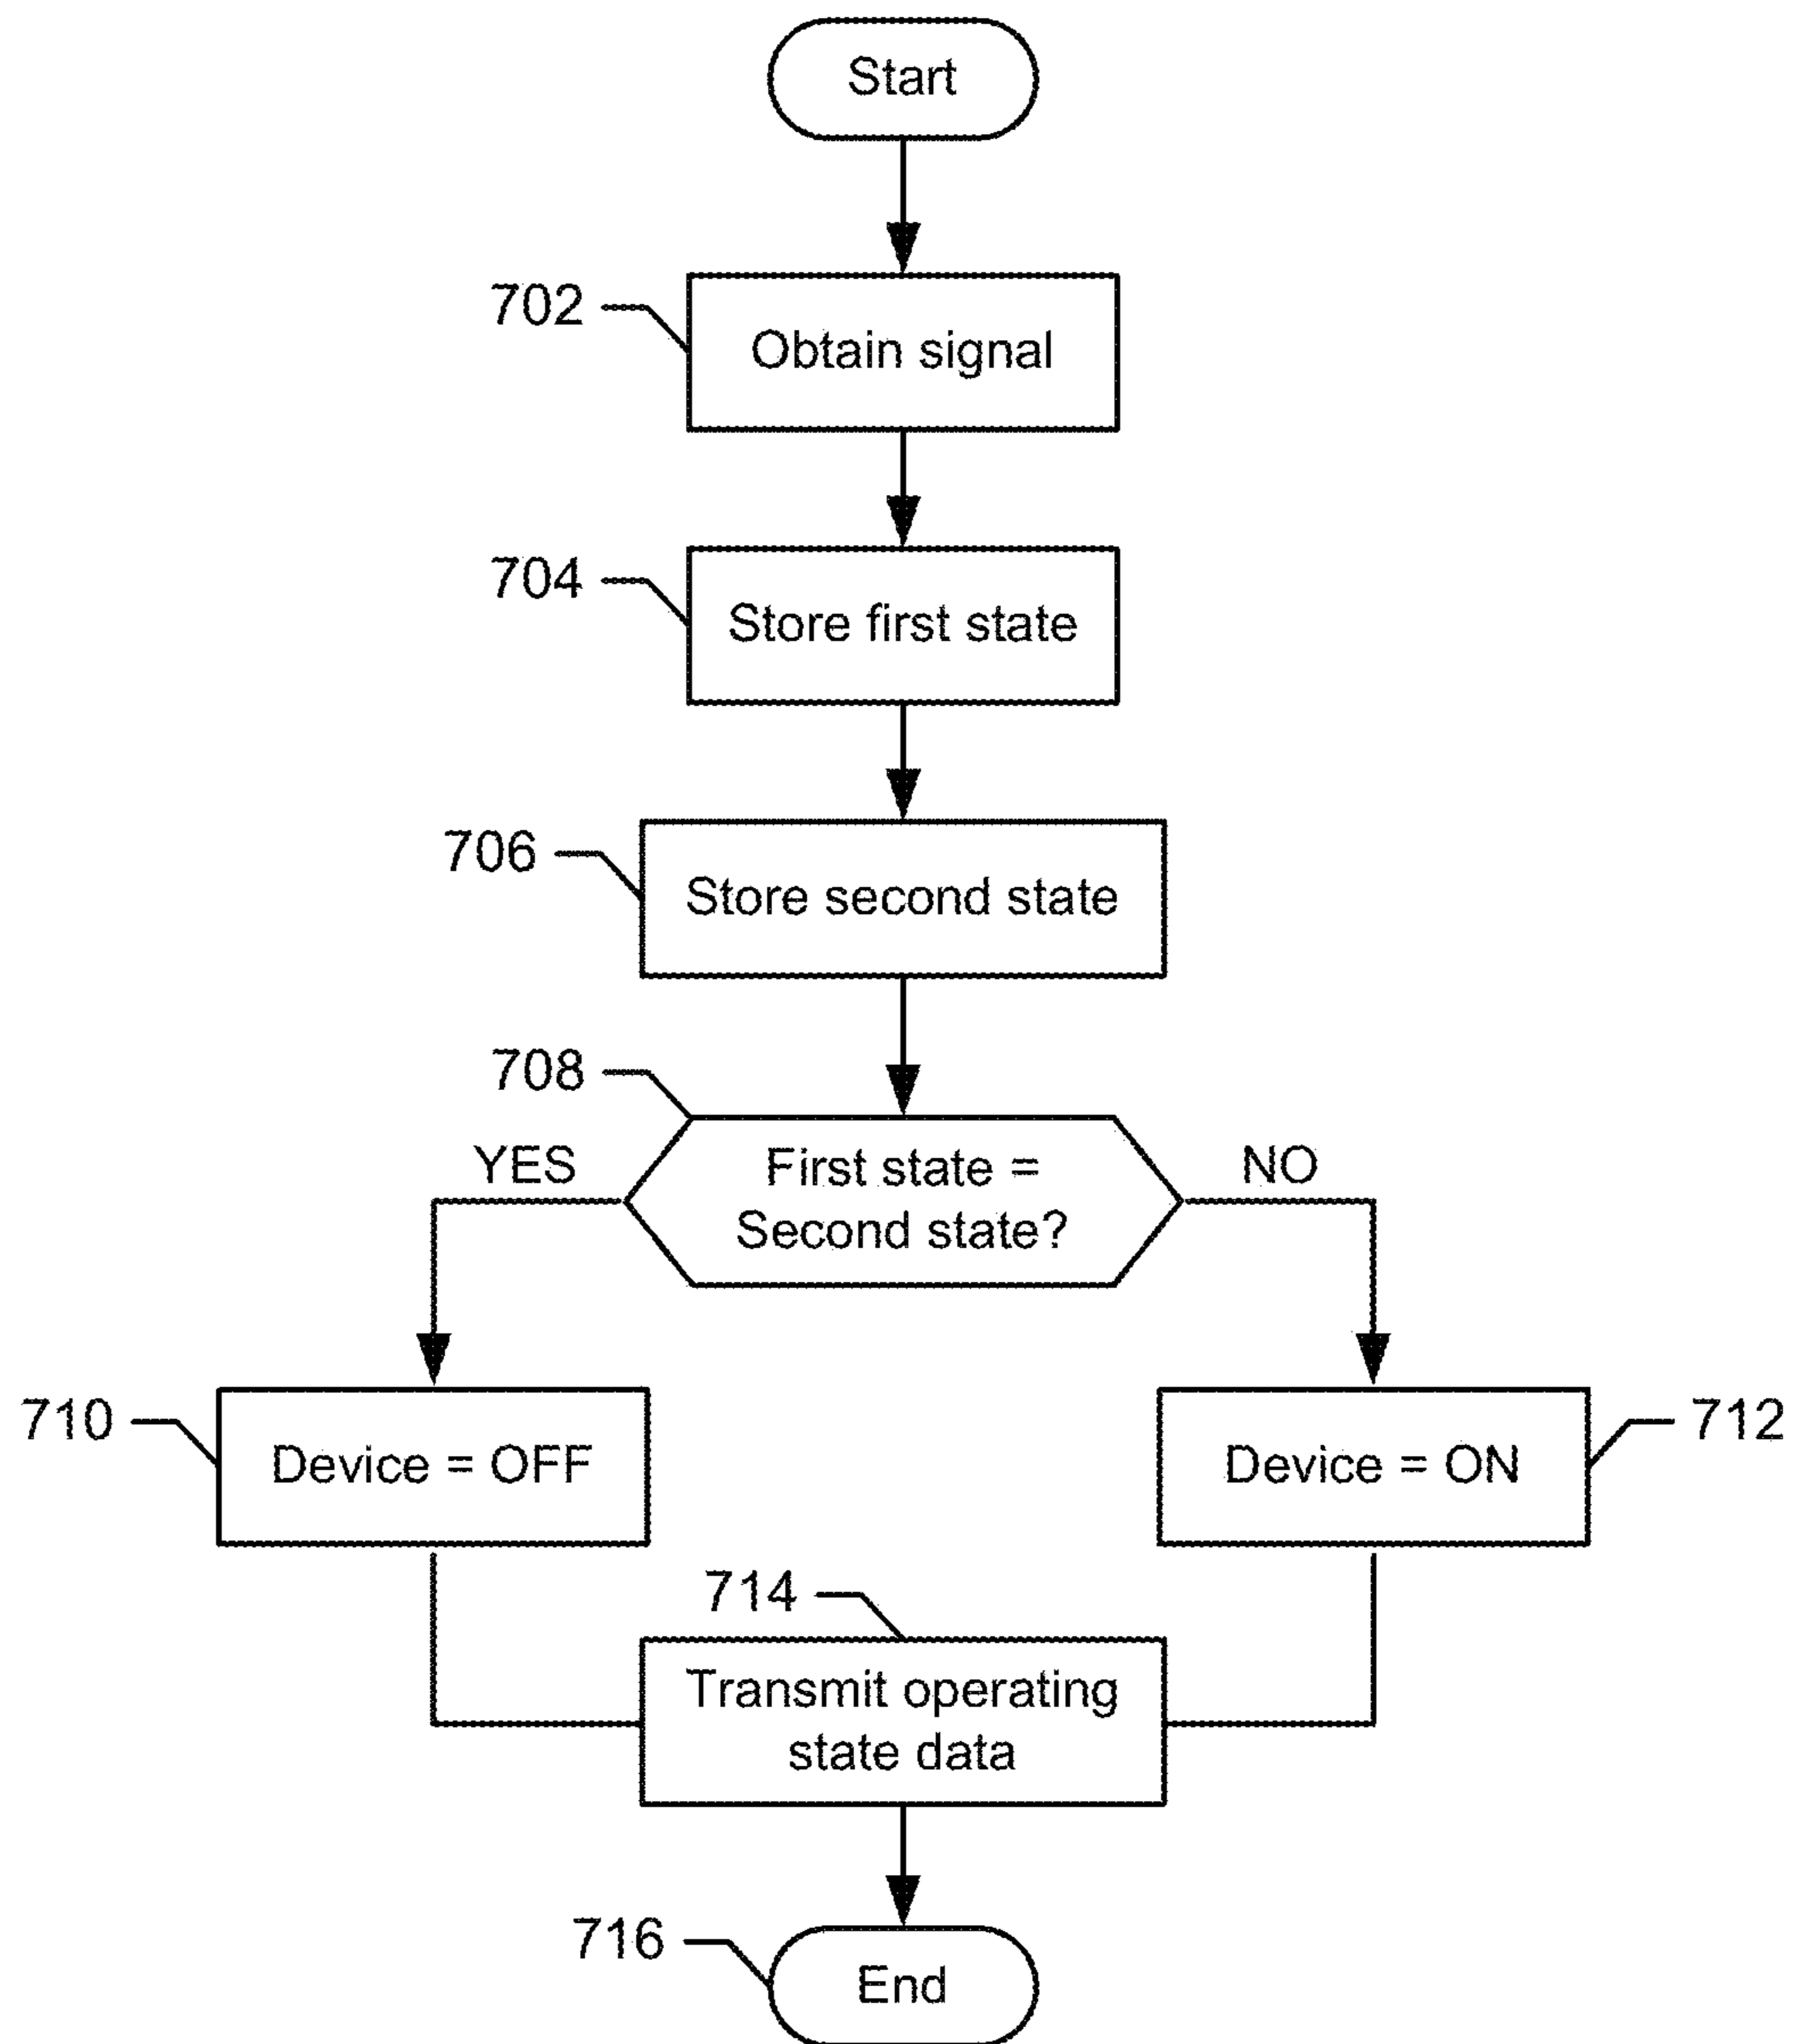 Start
702
Obtain signal
704
Store first state
706
Store second state
708
YES
First state =
Second state?
NO
710
Device = OFF
Device = ON
712
714
Transmit operating
state data
716
End